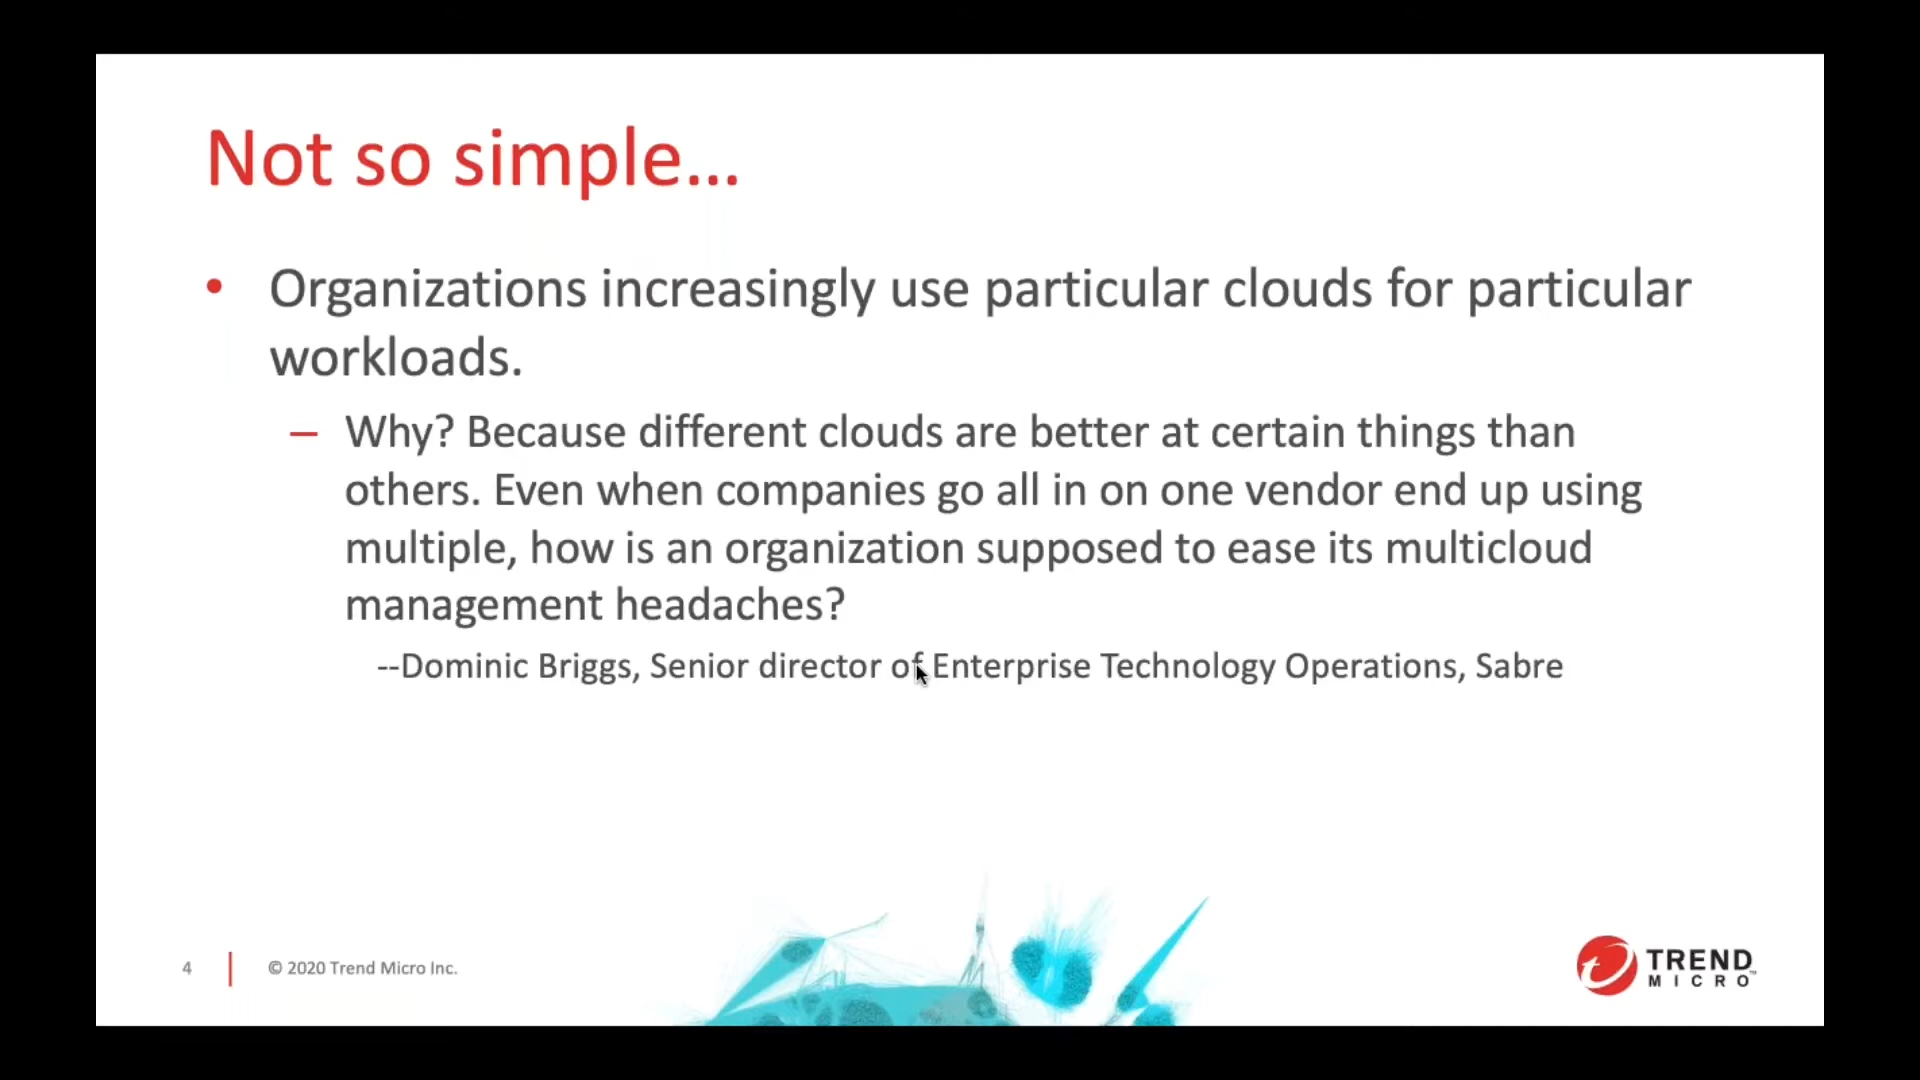 Not so simple...
• Organizations increasingly use particular clouds for particular
workloads.
– Why? Because different clouds are better at certain things than
others. Even when companies go all in on one vendor end up using
multiple, how is an organization supposed to ease its multicloud
management headaches?
--Dominic Briggs, Senior director of Enterprise Technology Operations, Sabre
4
© 2020 Trend Micro Inc.
TREND
MICRO™